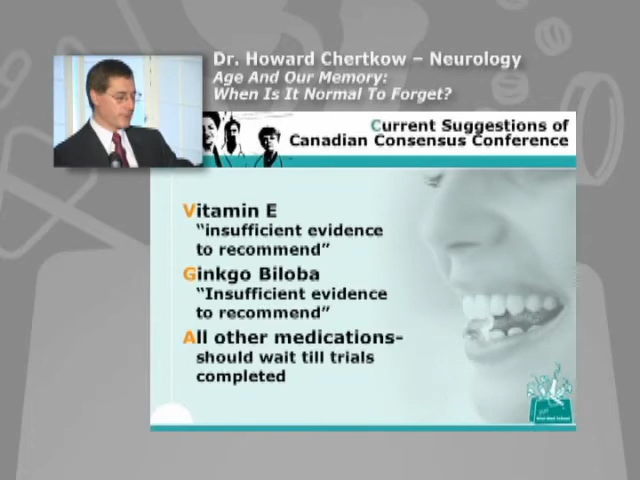 Dr. Howard Chertkow – Neurology
Age And Our Memory:
When Is It Normal To Forget?
Current Suggestions of
Canadian Consensus Conference
Vitamin E
“insufficient evidence
to recommend”
Ginkgo Biloba
“Insufficient evidence
to recommend”
All other medications-
should wait till trials
completed